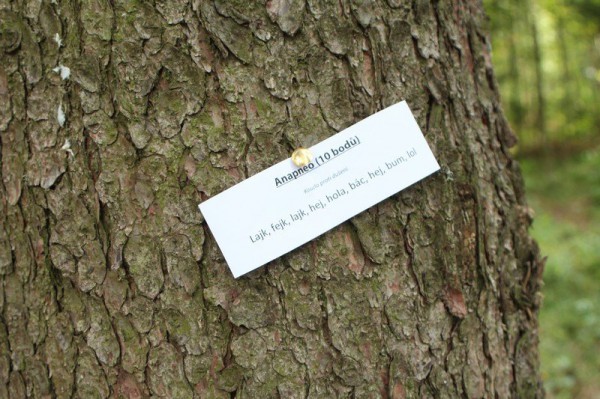 Anapneo (10 bodů)
Lajk, fejk, lajk, hej, hola, bác, hej, bum, lol